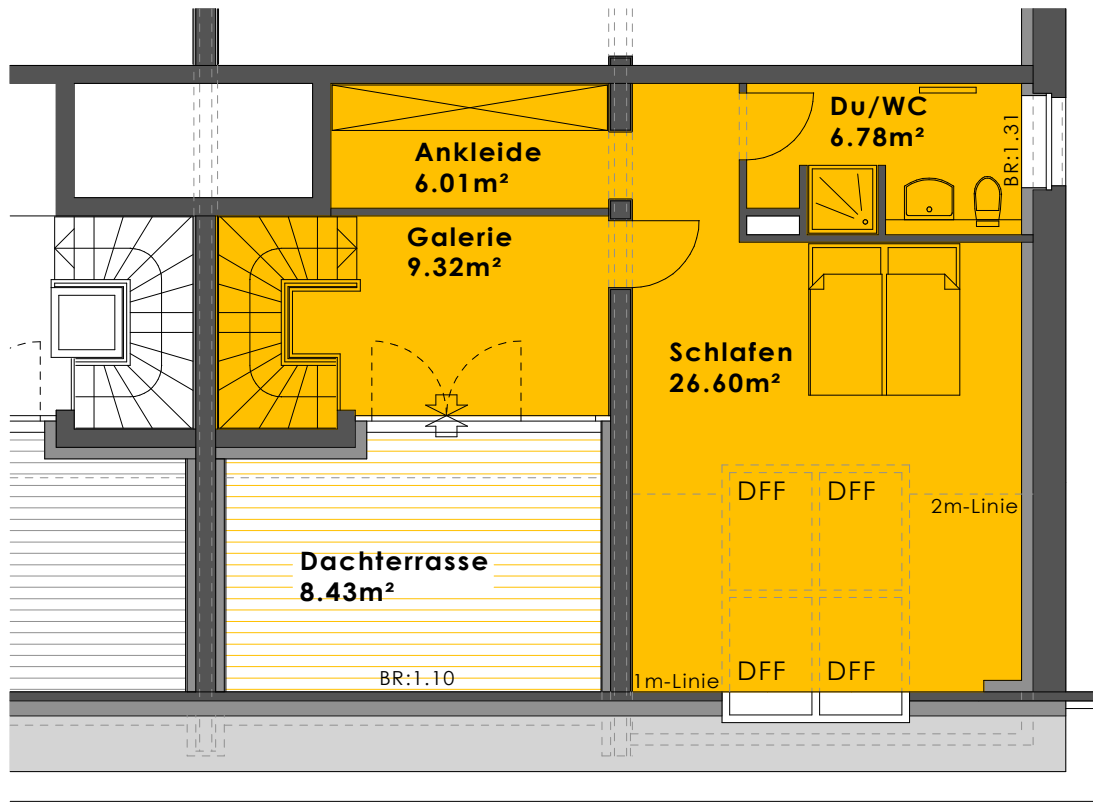 Du/WC
6.78m²
BR:1.31
Ankleide
6.01m²
Galerie
9.32m²
Schlafen
26.60m²
DFF DFF
2m-Linie
Dachterrasse
8.43m²
BR:1.10
1m-Linie
DFF DFF